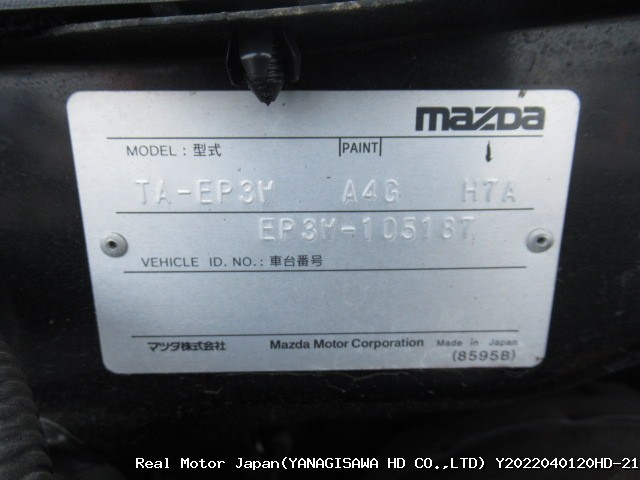 mazda
MODEL : 型式 PAINT
TA-EP3W A4G H7A
EP3W-105187
VEHICLE ID. NO. : 車台番号
マツダ株式会社 Mazda Motor Corporation Made in Japan
(8595B)
Real Motor Japan(YANAGISAWA HD CO.,LTD) Y2022040120HD-21